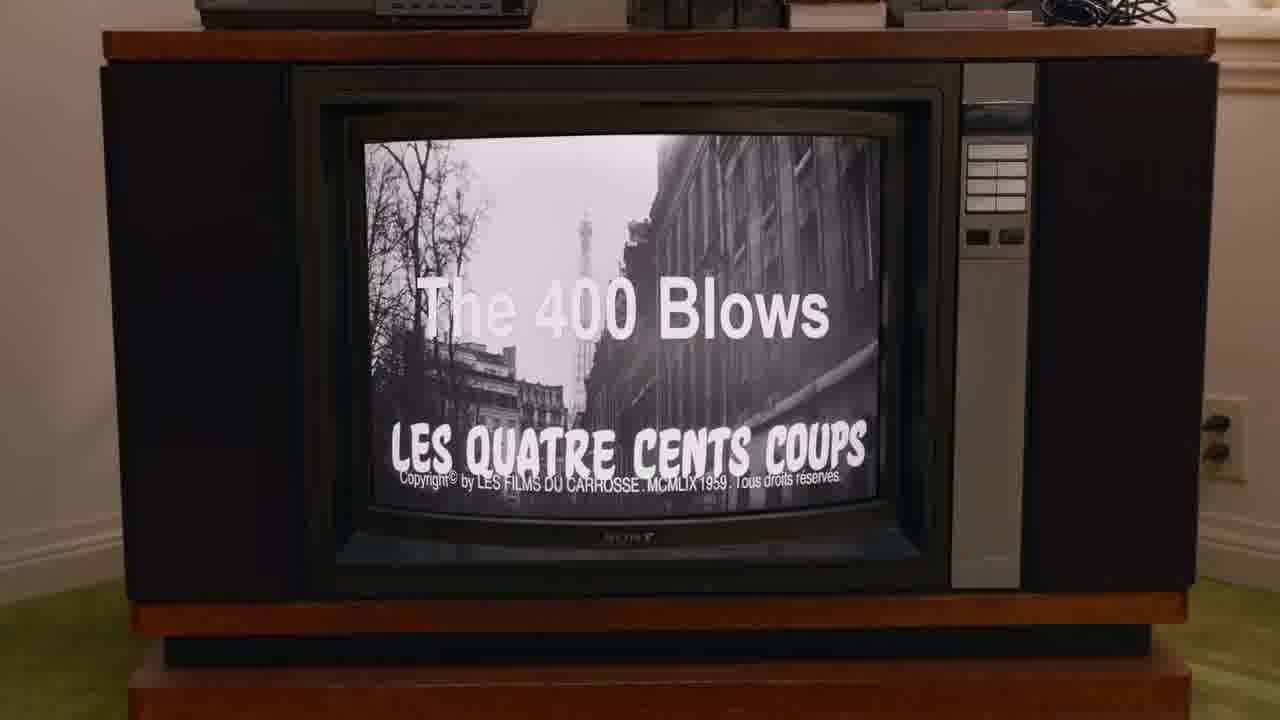 The 400 Blows
LES QUATRE CENTS COUPS
Copyright© by LES FILMS DU CARROSSE. MCMLIX 1959. Tous droits réservés.
SONY